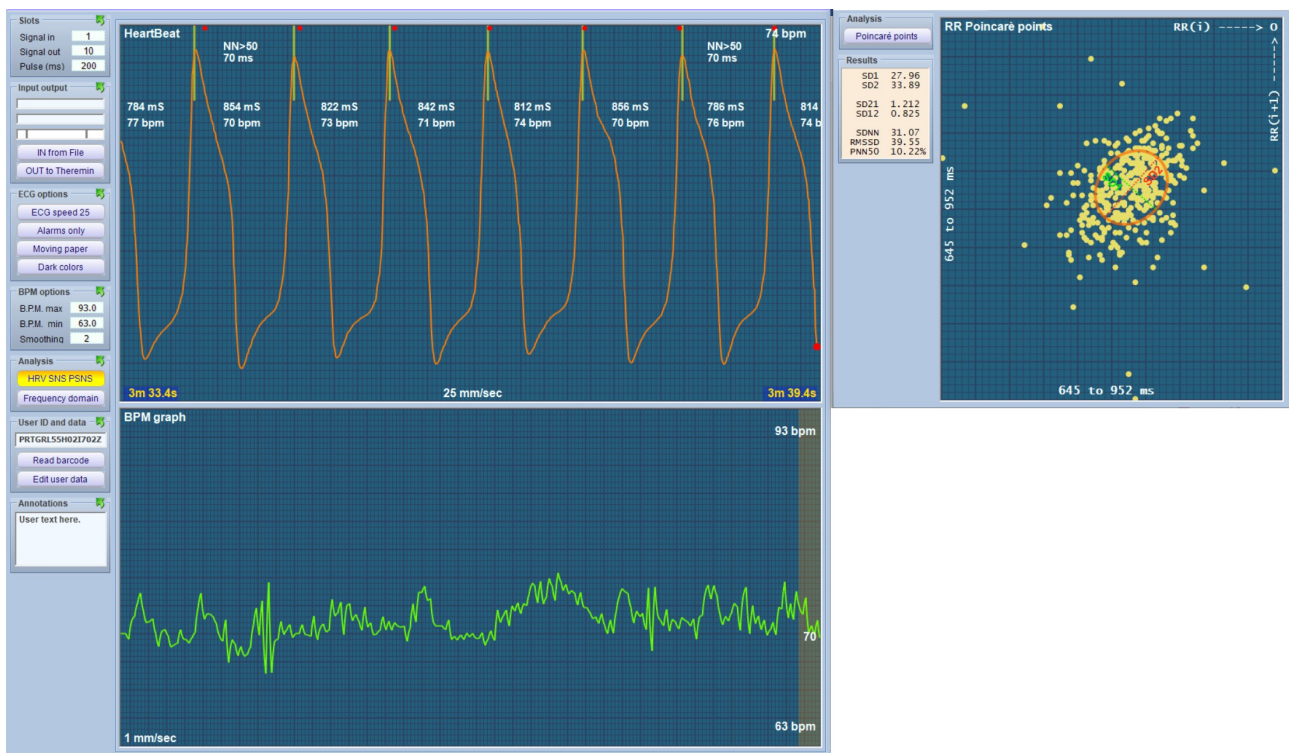 Slots
Signal in 1
Signal out 10
Pulse (ms) 200
Input output
IN from File
OUT to Theremin
ECG options
ECG speed 25
Alarms only
Moving paper
Dark colors
BPM options
B.P.M. max 93.0
B.P.M. min 63.0
Smoothing 2
Analysis
HRV SNS PSNS
Frequency domain
User ID and data
PRTGRL55H02I702Z
Read barcode
Edit user data
Annotations
User text here.
HeartBeat
74 bpm
NN>50
70 ms
NN>50
70 ms
784 mS 854 mS 822 mS 842 mS 812 mS 856 mS 786 mS 814
77 bpm 70 bpm 73 bpm 71 bpm 74 bpm 70 bpm 76 bpm 74 b
3m 33.4s 25 mm/sec 3m 39.4s
BPM graph
93 bpm
70
63 bpm
1 mm/sec
Analysis
Poincaré points
Results
SD1 27.96
SD2 33.89
SD21 1.212
SD12 0.825
SDNN 31.07
RMSSD 39.55
PNN50 10.22%
RR Poincaré points
RR(i) -----> O
RR(i+1) ----->
SD2
645 to 952 ms
645 to 952 ms